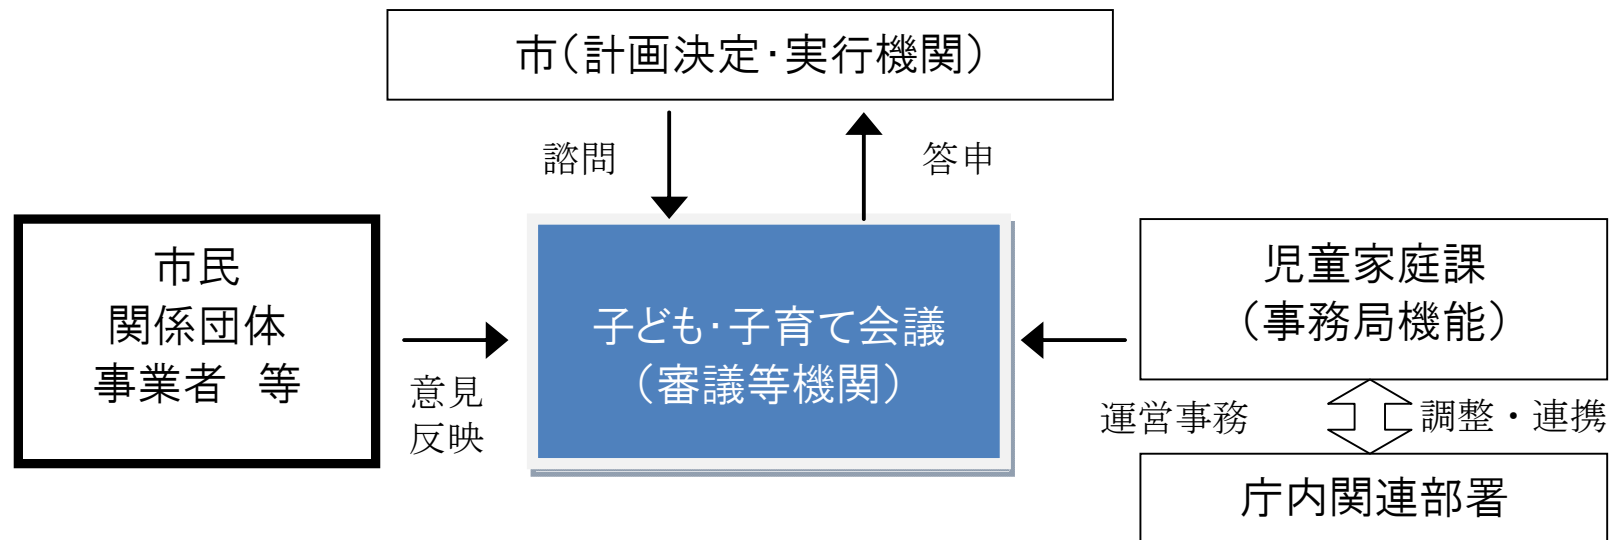 市（計画決定・実行機関）
諮問
答申
市民
関係団体
事業者　等
意見
反映
子ども・子育て会議
（審議等機関）
児童家庭課
（事務局機能）
運営事務
調整・連携
庁内関連部署